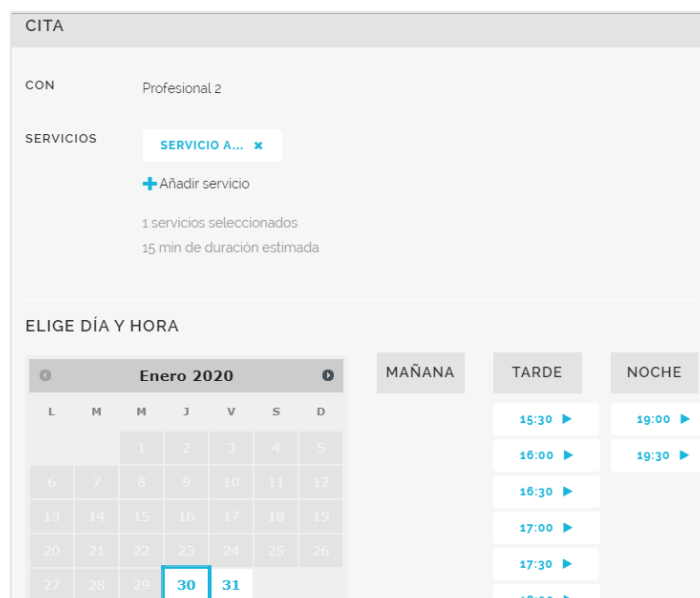 CITA
CON Profesional 2
SERVICIOS SERVICIO A... ×
+ Añadir servicio
1 servicios seleccionados
15 min de duración estimada
ELIGE DÍA Y HORA
Enero 2020
L M M J V S D
1 2 3 4 5
6 7 8 9 10 11 12
13 14 15 16 17 18 19
20 21 22 23 24 25 26
27 28 29 30 31
MAÑANA TARDE NOCHE
15:30 19:00
16:00 19:30
16:30
17:00
17:30